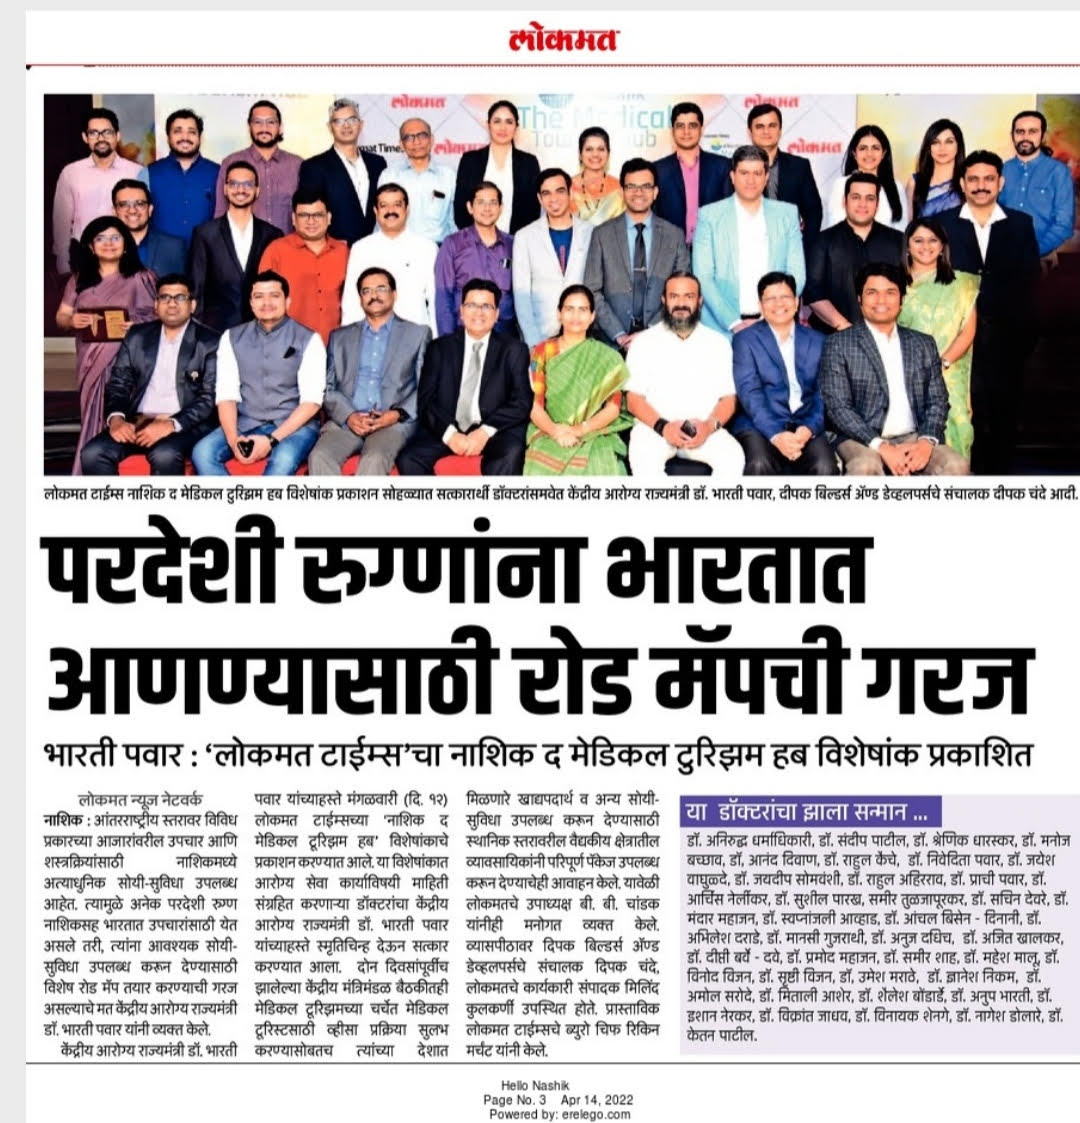 लोकमत
लोकमत
The Medical
लोकमत
लोकमत
लोकमत टाईम्स नाशिक द मेडिकल टुरिझम हब विशेषांक प्रकाशन सोहळ्यात सत्कारार्थी डॉक्टरांसमवेत केंद्रीय आरोग्य राज्यमंत्री डॉ. भारती पवार, दीपक बिल्डर्स अ‍ॅण्ड डेव्हलपर्सचे संचालक दीपक चंदे आदी.
परदेशी रुग्णांना भारतात
आणण्यासाठी रोड मॅपची गरज
भारती पवार : ‘लोकमत टाईम्स’चा नाशिक द मेडिकल टुरिझम हब विशेषांक प्रकाशित
लोकमत न्यूज नेटवर्क
नाशिक : आंतरराष्ट्रीय स्तरावर विविध
प्रकारच्या आजारांवरील उपचार आणि
शस्त्रक्रियांसाठी नाशिकमध्ये
अत्याधुनिक सोयी-सुविधा उपलब्ध
आहेत. त्यामुळे अनेक परदेशी रुग्ण
नाशिकसह भारतात उपचारांसाठी येत
असले तरी, त्यांना आवश्यक सोयी-
सुविधा उपलब्ध करून देण्यासाठी
विशेष रोड मॅप तयार करण्याची गरज
असल्याचे मत केंद्रीय आरोग्य राज्यमंत्री
डॉ. भारती पवार यांनी व्यक्त केले.
केंद्रीय आरोग्य राज्यमंत्री डॉ. भारती
पवार यांच्याहस्ते मंगळवारी (दि. १२)
लोकमत टाईम्सच्या 'नाशिक द
मेडिकल टूरिझम हब' विशेषांकाचे
प्रकाशन करण्यात आले. या विशेषांकात
आरोग्य सेवा कार्याविषयी माहिती
संग्रहित करणाऱ्या डॉक्टरांचा केंद्रीय
आरोग्य राज्यमंत्री डॉ. भारती पवार
यांच्याहस्ते स्मृतिचिन्ह देऊन सत्कार
करण्यात आला. दोन दिवसांपूर्वीच
झालेल्या केंद्रीय मंत्रिमंडळ बैठकीतही
मेडिकल टूरिझमच्या चर्चेत मेडिकल
टूरिस्टसाठी व्हीसा प्रक्रिया सुलभ
करण्यासोबतच त्यांच्या देशात
मिळणारे खाद्यपदार्थ व अन्य सोयी-
सुविधा उपलब्ध करून देण्यासाठी
स्थानिक स्तरावरील वैद्यकीय क्षेत्रातील
व्यावसायिकांनी परिपूर्ण पॅकेज उपलब्ध
करून देण्याचेही आवाहन केले. यावेळी
लोकमतचे उपाध्यक्ष बी. बी. चांडक
यांनीही मनोगत व्यक्त केले.
व्यासपीठावर दिपक बिल्डर्स अ‍ॅण्ड
डेव्हलपर्सचे संचालक दिपक चंदे,
लोकमतचे कार्यकारी संपादक मिलिंद
कुलकर्णी उपस्थित होते. प्रास्ताविक
लोकमत टाईम्सचे ब्युरो चिफ रिकिन
मर्चंट यांनी केले.
या डॉक्टरांचा झाला सन्मान ...
डॉ. अनिरुद्ध धर्माधिकारी, डॉ. संदीप पाटील, डॉ. श्रेणिक धारस्कर, डॉ. मनोज
बच्छाव, डॉ. आनंद दिवाण, डॉ. राहुल कैचे, डॉ. निवेदिता पवार, डॉ. जयेश
वाघुळदे, डॉ. जयदीप सोमवंशी, डॉ. राहुल अहिरराव, डॉ. प्राची पवार, डॉ.
आर्चिस नेर्लीकर, डॉ. सुशील पारख, समीर तुळजापूरकर, डॉ. सचिन देवरे, डॉ.
मंदार महाजन, डॉ. स्वप्नांजली आव्हाड, डॉ. आंचल बिसेन - दिनानी, डॉ.
अभिलेश दराडे, डॉ. मानसी गुजराथी, डॉ. अनुज दधिच, डॉ. अजित खालकर,
डॉ. दीप्ती बर्वे - दवे, डॉ. प्रमोद महाजन, डॉ. समीर शाह, डॉ. महेश मालू, डॉ.
विनोद विजन, डॉ. सृष्टी विजन, डॉ, उमेश मराठे, डॉ. ज्ञानेश निकम, डॉ.
अमोल सरोदे, डॉ. मिताली आशेर, डॉ. शैलेश बोंडार्डे, डॉ. अनुप भारती, डॉ.
इशान नेरकर, डॉ. विक्रांत जाधव, डॉ. विनायक शेनगे, डॉ. नागेश डोलारे, डॉ.
केतन पाटील.
Hello Nashik
Page No. 3 Apr 14, 2022
Powered by: erelego.com